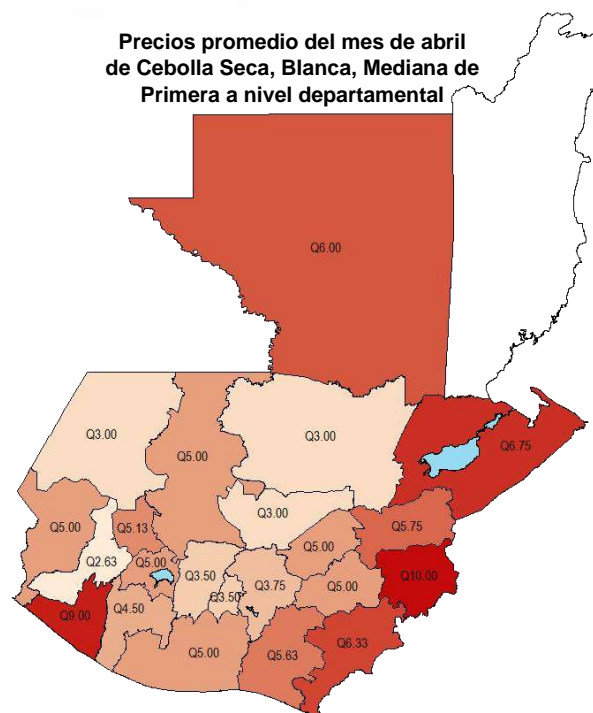 Precios promedio del mes de abril
de Cebolla Seca, Blanca, Mediana de
Primera a nivel departamental
Q6.00
Q3.00
Q5.00
Q3.00
Q6.75
Q5.00
Q5.13
Q3.00
Q5.75
Q2.63
Q5.00
Q5.00
Q3.50
Q3.50
Q3.75
Q5.00
Q10.00
Q9.00
Q4.50
Q5.00
Q5.63
Q6.33